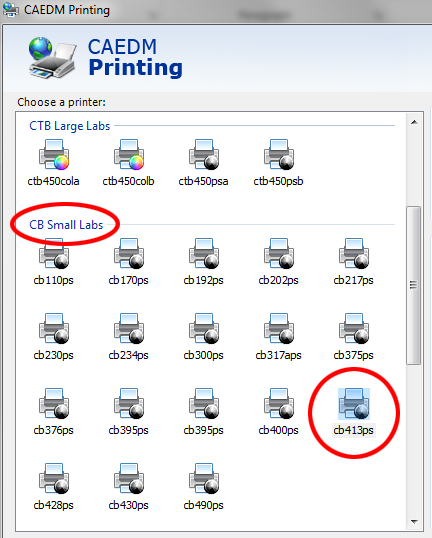 CAEDM Printing
CAEDM
Printing
Choose a printer:
CTB Large Labs
ctb450cola ctb450colb ctb450psa ctb450psb
CB Small Labs
cb110ps cb170ps cb192ps cb202ps cb217ps
cb230ps cb234ps cb300ps cb317aps cb375ps
cb376ps cb395ps cb395ps cb400ps cb413ps
cb428ps cb430ps cb490ps